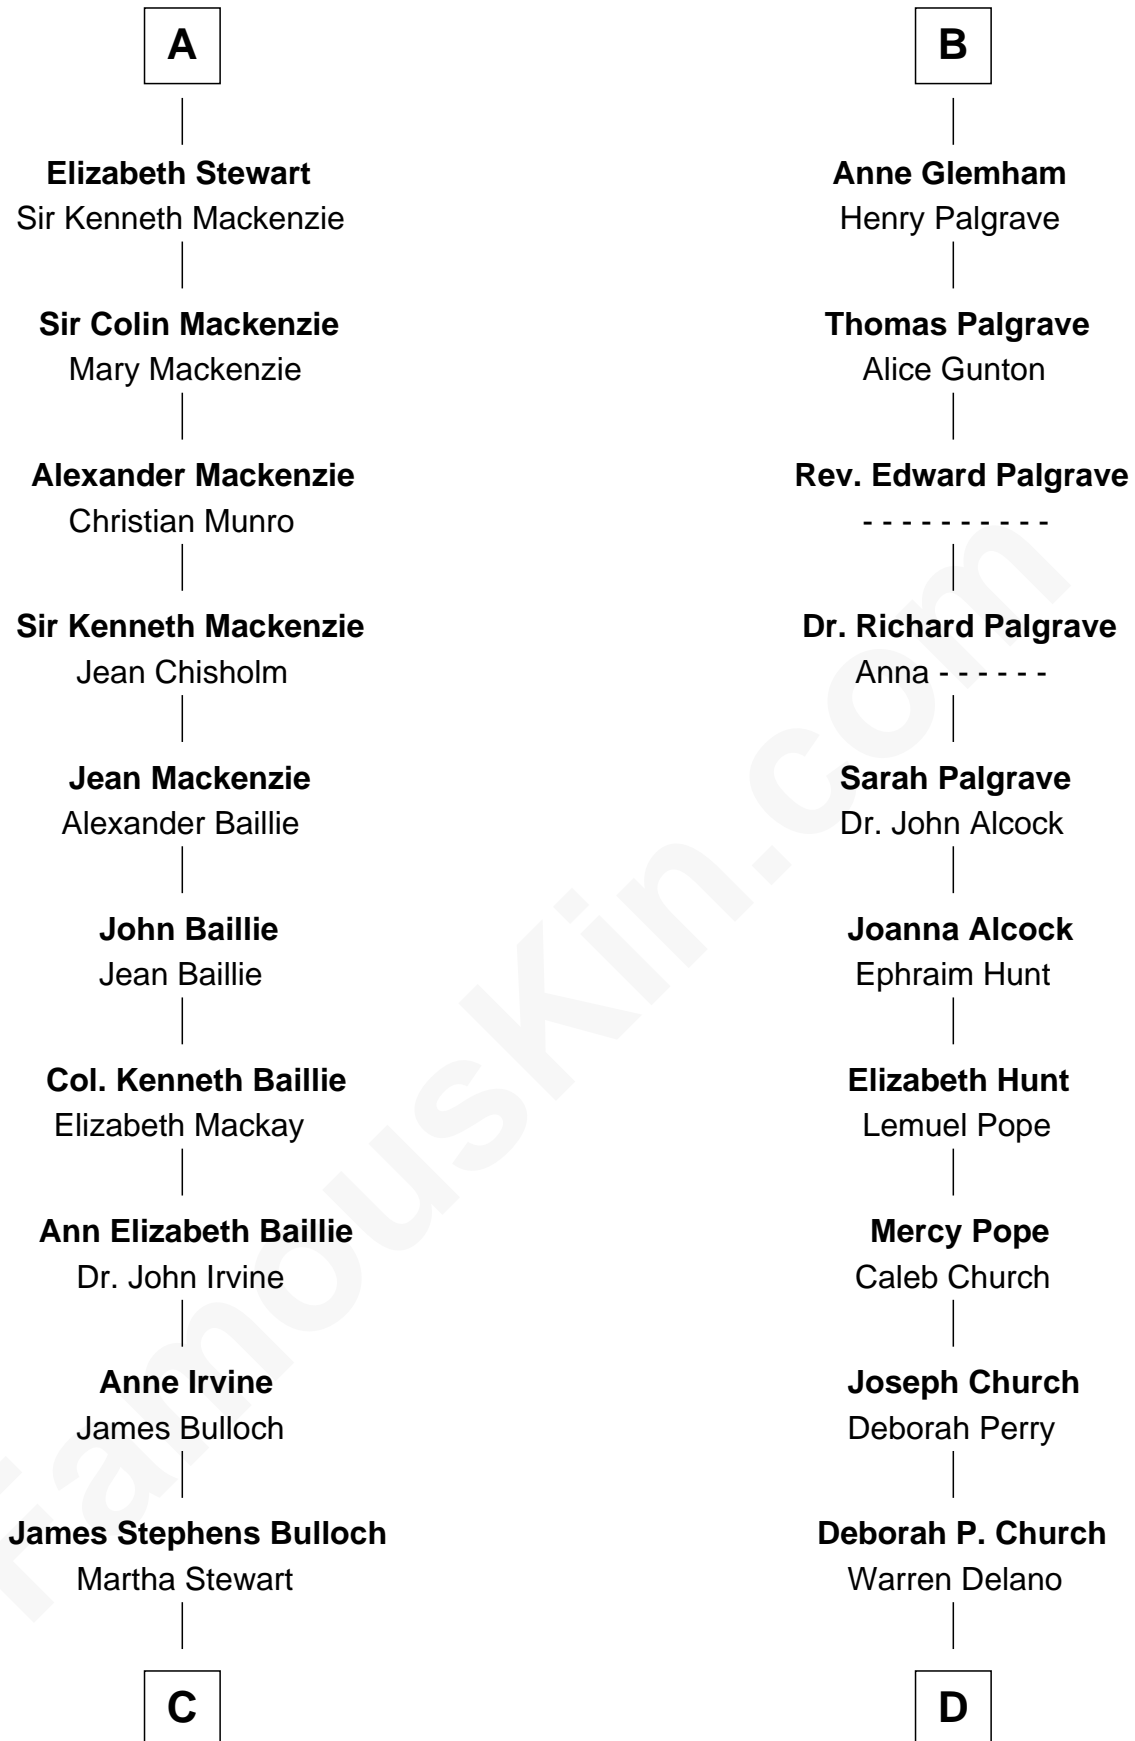 A
Elizabeth Stewart
Sir Kenneth Mackenzie
Sir Colin Mackenzie
Mary Mackenzie
Alexander Mackenzie
Christian Munro
Sir Kenneth Mackenzie
Jean Chisholm
Jean Mackenzie
Alexander Baillie
John Baillie
Jean Baillie
Col. Kenneth Baillie
Elizabeth Mackay
Ann Elizabeth Baillie
Dr. John Irvine
Anne Irvine
James Bulloch
James Stephens Bulloch
Martha Stewart
C
B
Anne Glemham
Henry Palgrave
Thomas Palgrave
Alice Gunton
Rev. Edward Palgrave
- - - - - - - - - -
Dr. Richard Palgrave
Anna - - - - - -
Sarah Palgrave
Dr. John Alcock
Joanna Alcock
Ephraim Hunt
Elizabeth Hunt
Lemuel Pope
Mercy Pope
Caleb Church
Joseph Church
Deborah Perry
Deborah P. Church
Warren Delano
D
FamousKin.com